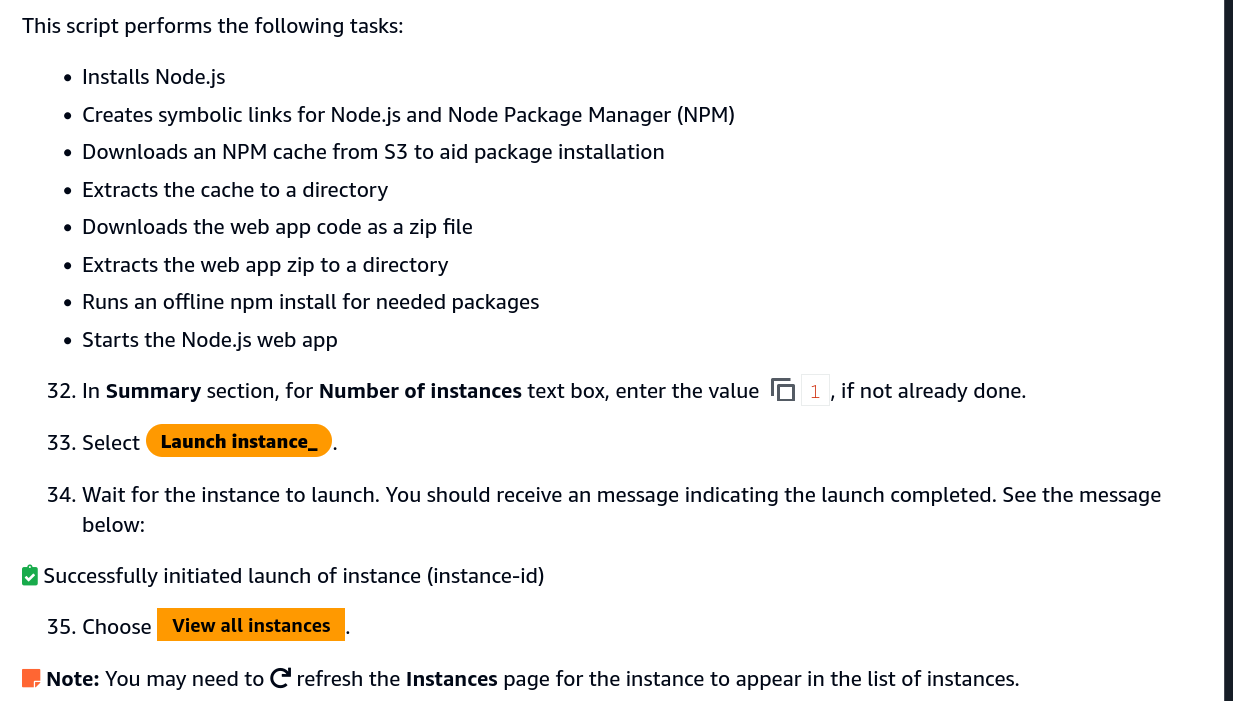 This script performs the following tasks:
• Installs Node.js
• Creates symbolic links for Node.js and Node Package Manager (NPM)
• Downloads an NPM cache from S3 to aid package installation
• Extracts the cache to a directory
• Downloads the web app code as a zip file
• Extracts the web app zip to a directory
• Runs an offline npm install for needed packages
• Starts the Node.js web app
32. In Summary section, for Number of instances text box, enter the value 1, if not already done.
33. Select Launch instance_.
34. Wait for the instance to launch. You should receive an message indicating the launch completed. See the message
below:
Successfully initiated launch of instance (instance-id)
35. Choose View all instances.
Note: You may need to refresh the Instances page for the instance to appear in the list of instances.